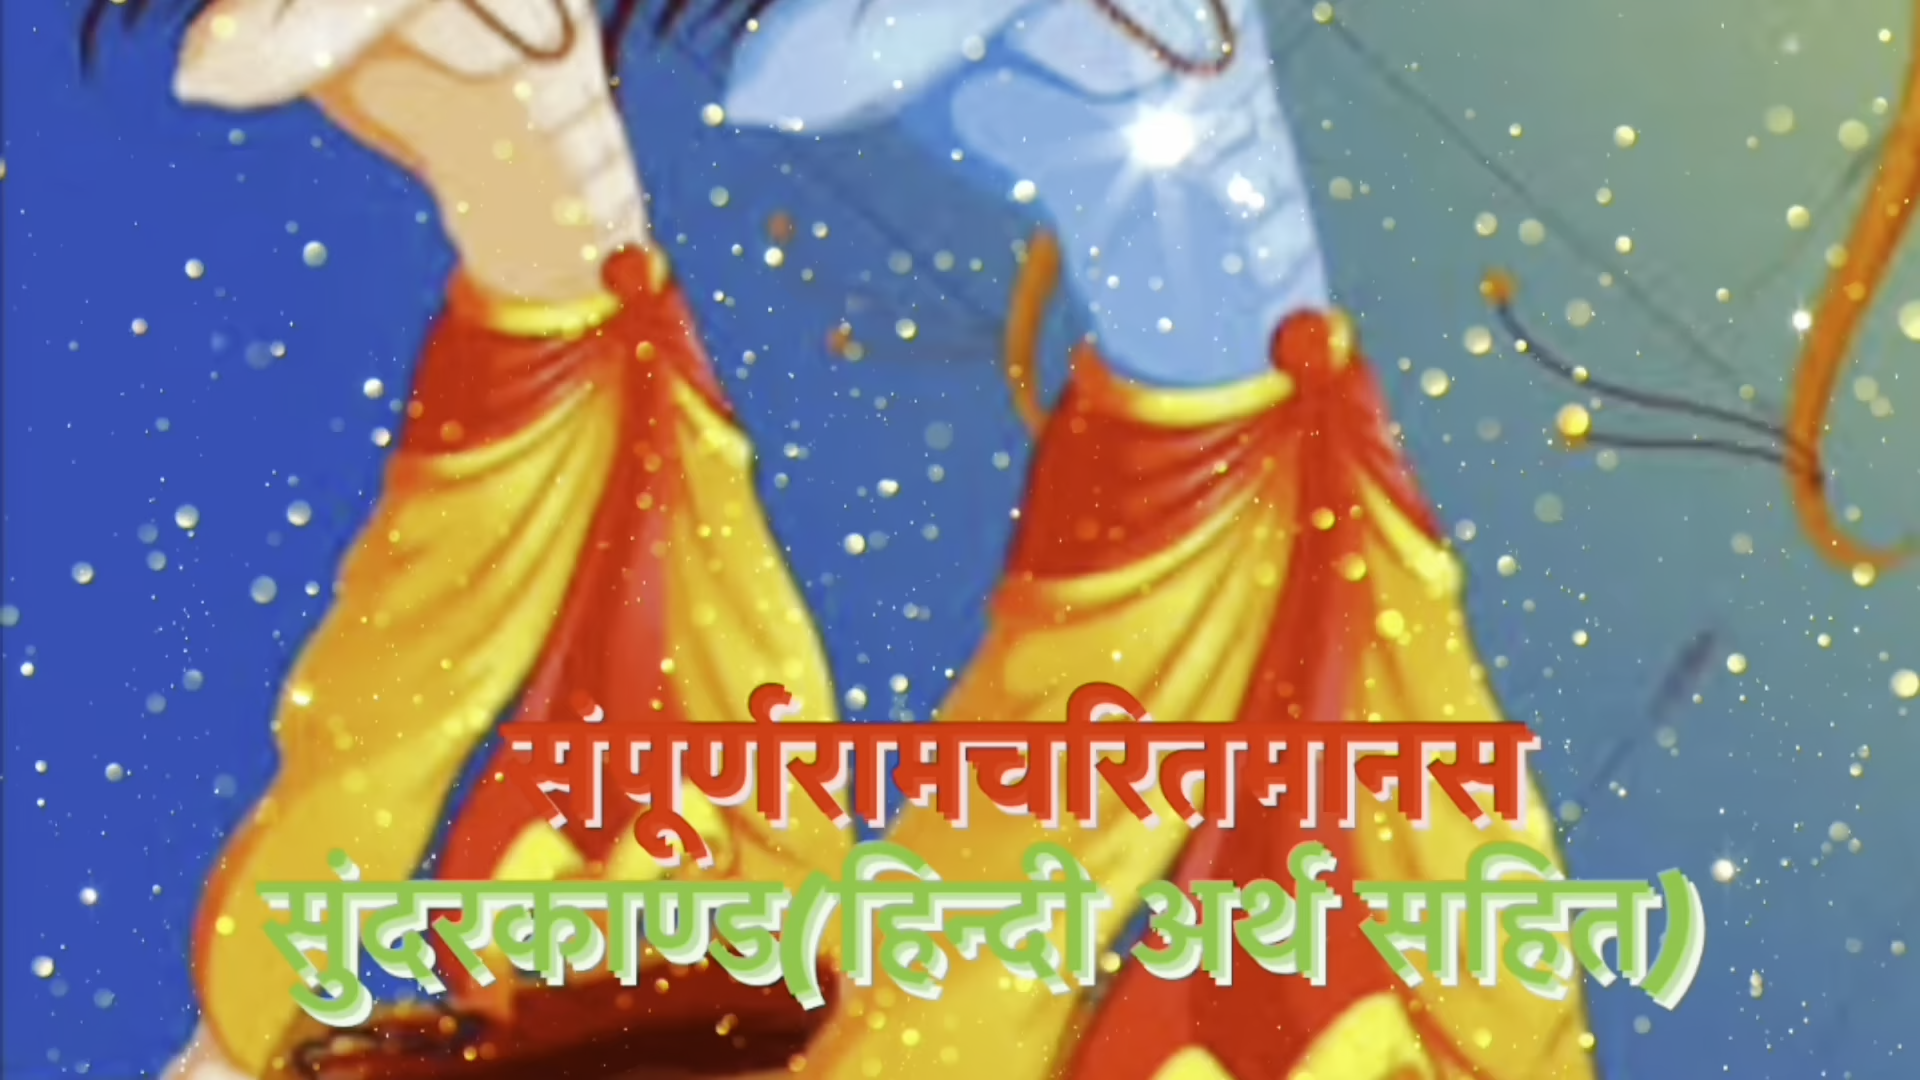 संपूर्णरामचरितमानस
सुंदरकाण्ड(हिन्दी अर्थ सहित)